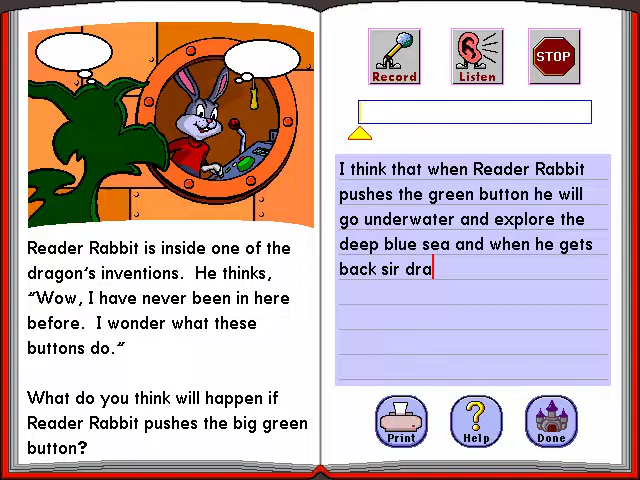 Reader Rabbit is inside one of the
dragon's inventions. He thinks,
"Wow, I have never been in here
before. I wonder what these
buttons do."
What do you think will happen if
Reader Rabbit pushes the big green
button?
Record
Listen
STOP
I think that when Reader Rabbit
pushes the green button he will
go underwater and explore the
deep blue sea and when he gets
back sir dra
Print
Help
Done